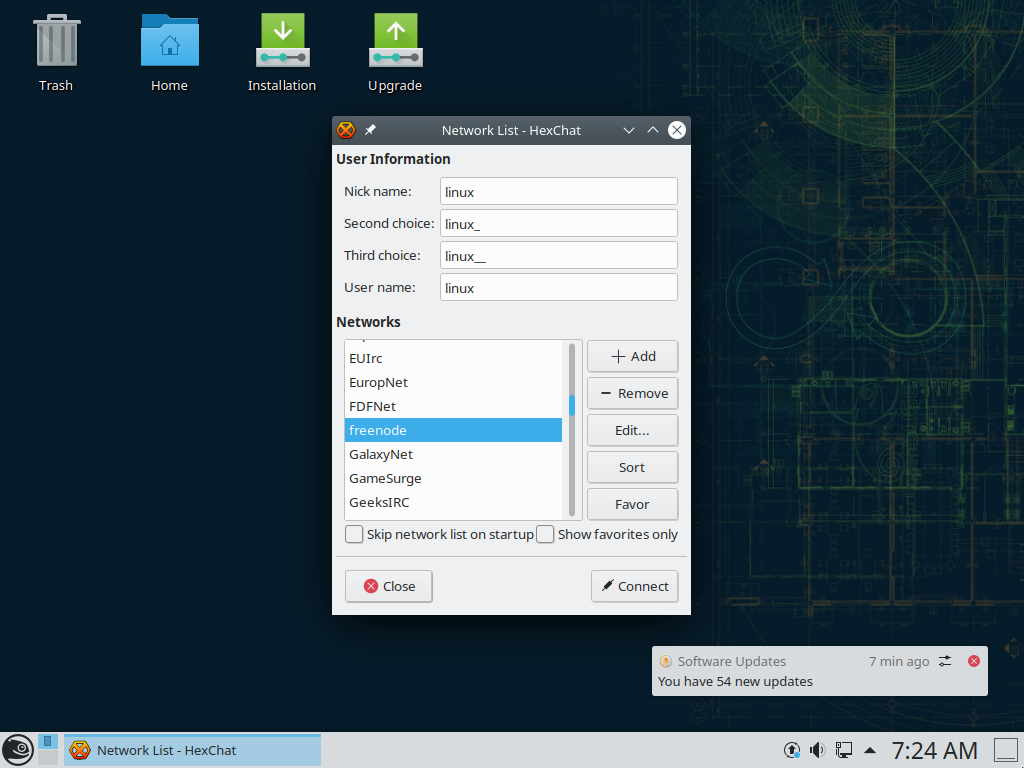 Trash
Home
Installation
Upgrade
Network List - HexChat
User Information
Nick name: linux
Second choice: linux_
Third choice: linux__
User name: linux
Networks
EUIrc
EuropNet
FDFNet
freenode
GalaxyNet
GameSurge
GeeksIRC
Add
Remove
Edit...
Sort
Favor
Skip network list on startup
Show favorites only
Close
Connect
Software Updates
7 min ago
You have 54 new updates
Network List - HexChat
7:24 AM